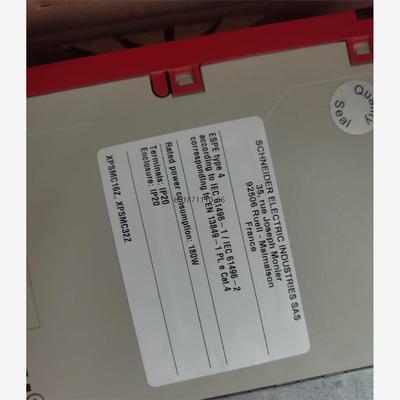 SCHNEIDER ELECTRIC INDUSTRIES SAS
35, rue Joseph Monier
92506 Rueil - Malmaison
France
ESPE type 4
according to IEC 61496-1 / IEC 61496-2
corresponding to EN 13849-1 PL e Cat.4
Rated power consumption: 180W
Terminals: IP20
Enclosure: IP20
XPSMC16Z, XPSMC32Z
Quality
Seal